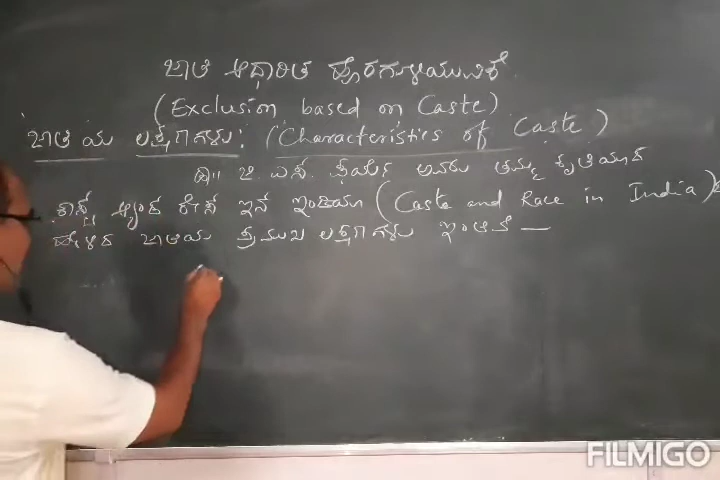 ಜಾತಿ ಆಧಾರಿತ ಹೊರಗುಳಿಯುವಿಕೆ
(Exclusion based on Caste)
ಜಾತಿಯ ಲಕ್ಷಣಗಳು: (Characteristics of Caste)
ಡಾ|| ಜಿ. ಎಸ್. ಘುರ್ಯೆ ಅವರು ತಮ್ಮ ಕೃತಿಯಾದ
ಕಾಸ್ಟ್ ಆ್ಯಂಡ್ ರೇಸ್ ಇನ್ ಇಂಡಿಯಾ (Caste and Race in India)
ಹೇಳಿದ ಜಾತಿಯ ಪ್ರಮುಖ ಲಕ್ಷಣಗಳು ಇಂತಿವೆ —
FILMIGO